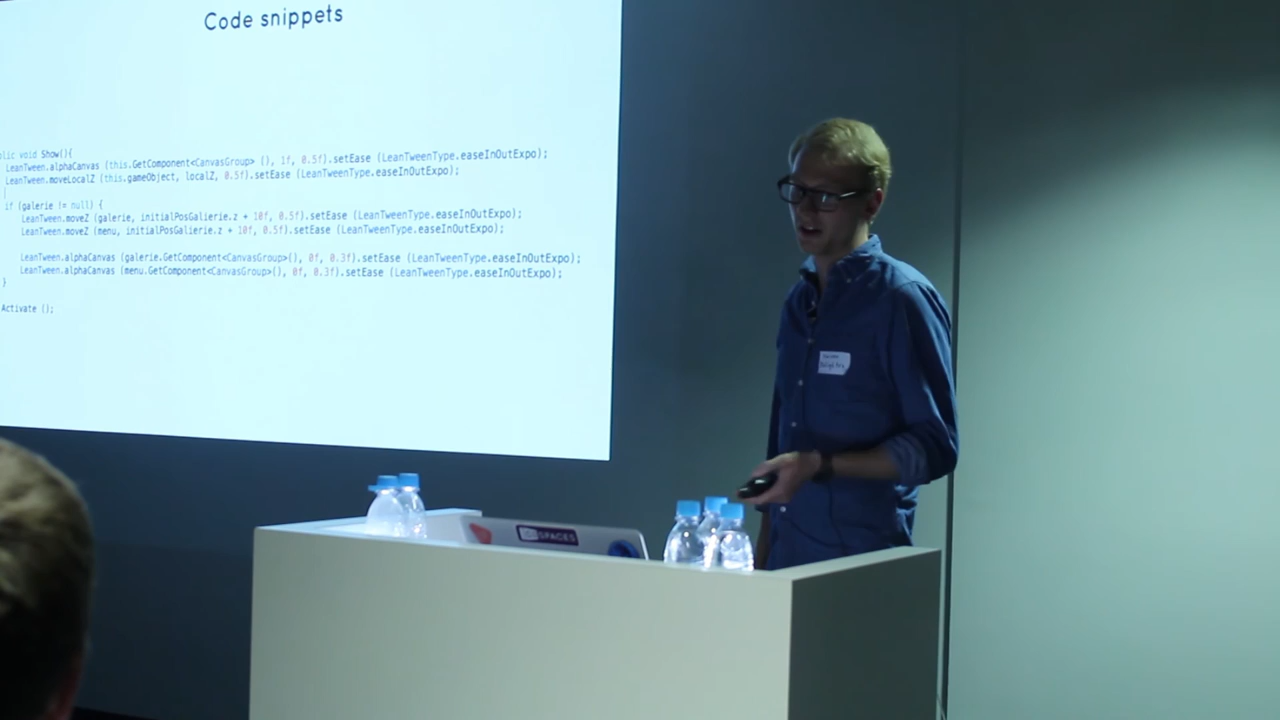 Code snippets
blic void Show(){
LeanTween.alphaCanvas (this.GetComponent<CanvasGroup> (), 1f, 0.5f).setEase (LeanTweenType.easeInOutExpo);
LeanTween.moveLocalZ (this.gameObject, localZ, 0.5f).setEase (LeanTweenType.easeInOutExpo);
if (galerie != null) {
LeanTween.moveZ (galerie, initialPosGalierie.z + 10f, 0.5f).setEase (LeanTweenType.easeInOutExpo);
LeanTween.moveZ (menu, initialPosGalierie.z + 10f, 0.5f).setEase (LeanTweenType.easeInOutExpo);
LeanTween.alphaCanvas (galerie.GetComponent<CanvasGroup>(), 0f, 0.3f).setEase (LeanTweenType.easeInOutExpo);
LeanTween.alphaCanvas (menu.GetComponent<CanvasGroup>(), 0f, 0.3f).setEase (LeanTweenType.easeInOutExpo);
}
Activate ();
SPACES